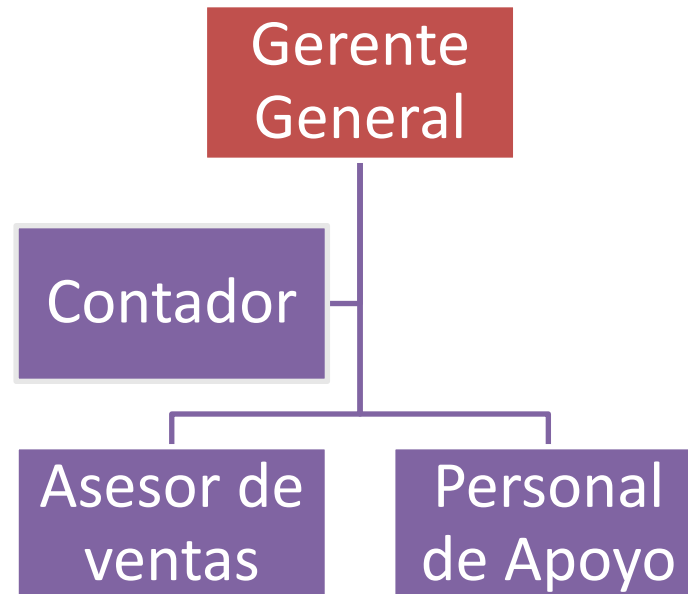 Gerente
General
Contador
Asesor de
ventas
Personal
de Apoyo